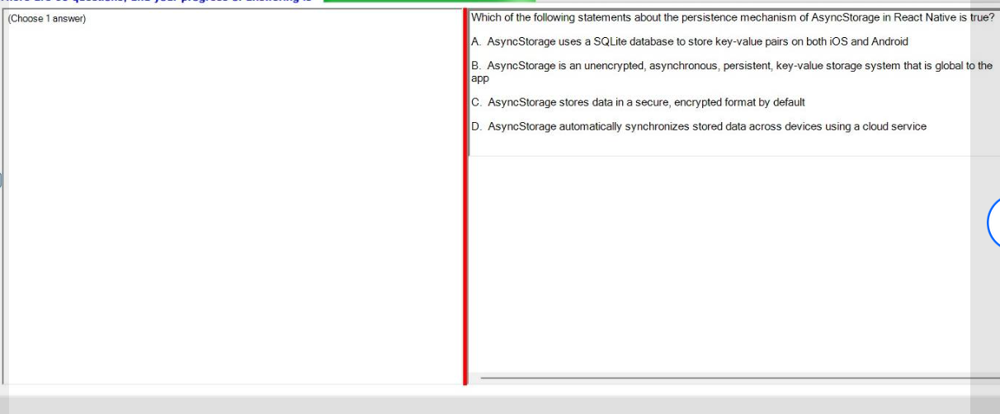 (Choose 1 answer)
Which of the following statements about the persistence mechanism of AsyncStorage in React Native is true?
A. AsyncStorage uses a SQLite database to store key-value pairs on both iOS and Android
B. AsyncStorage is an unencrypted, asynchronous, persistent, key-value storage system that is global to the
app
C. AsyncStorage stores data in a secure, encrypted format by default
D. AsyncStorage automatically synchronizes stored data across devices using a cloud service